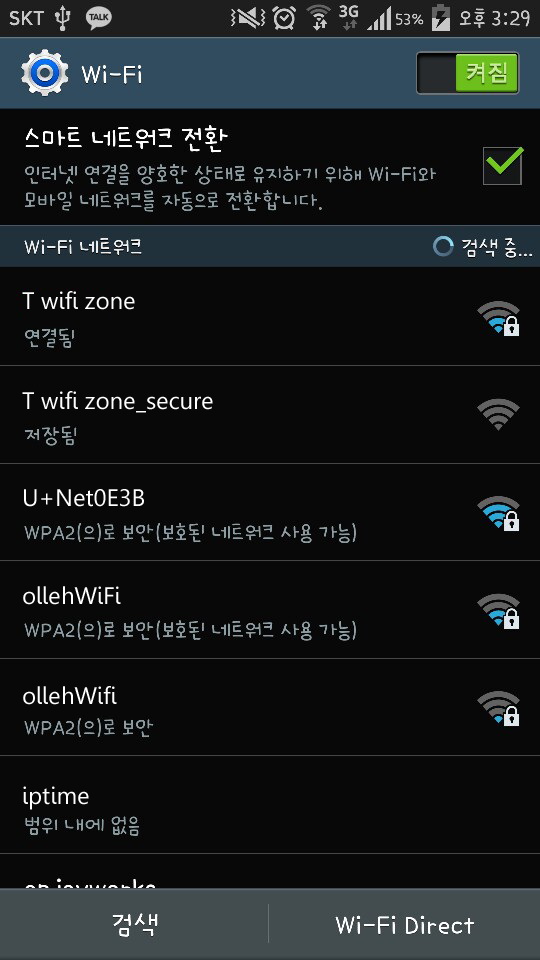 SKT TALK 3G 53% 오후 3:29
Wi-Fi 켜짐
스마트 네트워크 전환
인터넷 연결을 양호한 상태로 유지하기 위해 Wi-Fi와
모바일 네트워크를 자동으로 전환합니다.
Wi-Fi 네트워크 검색 중...
T wifi zone
연결됨
T wifi zone_secure
저장됨
U+Net0E3B
WPA2(으)로 보안(보호된 네트워크 사용 가능)
ollehWiFi
WPA2(으)로 보안(보호된 네트워크 사용 가능)
ollehWifi
WPA2(으)로 보안
iptime
범위 내에 없음
검색 Wi-Fi Direct